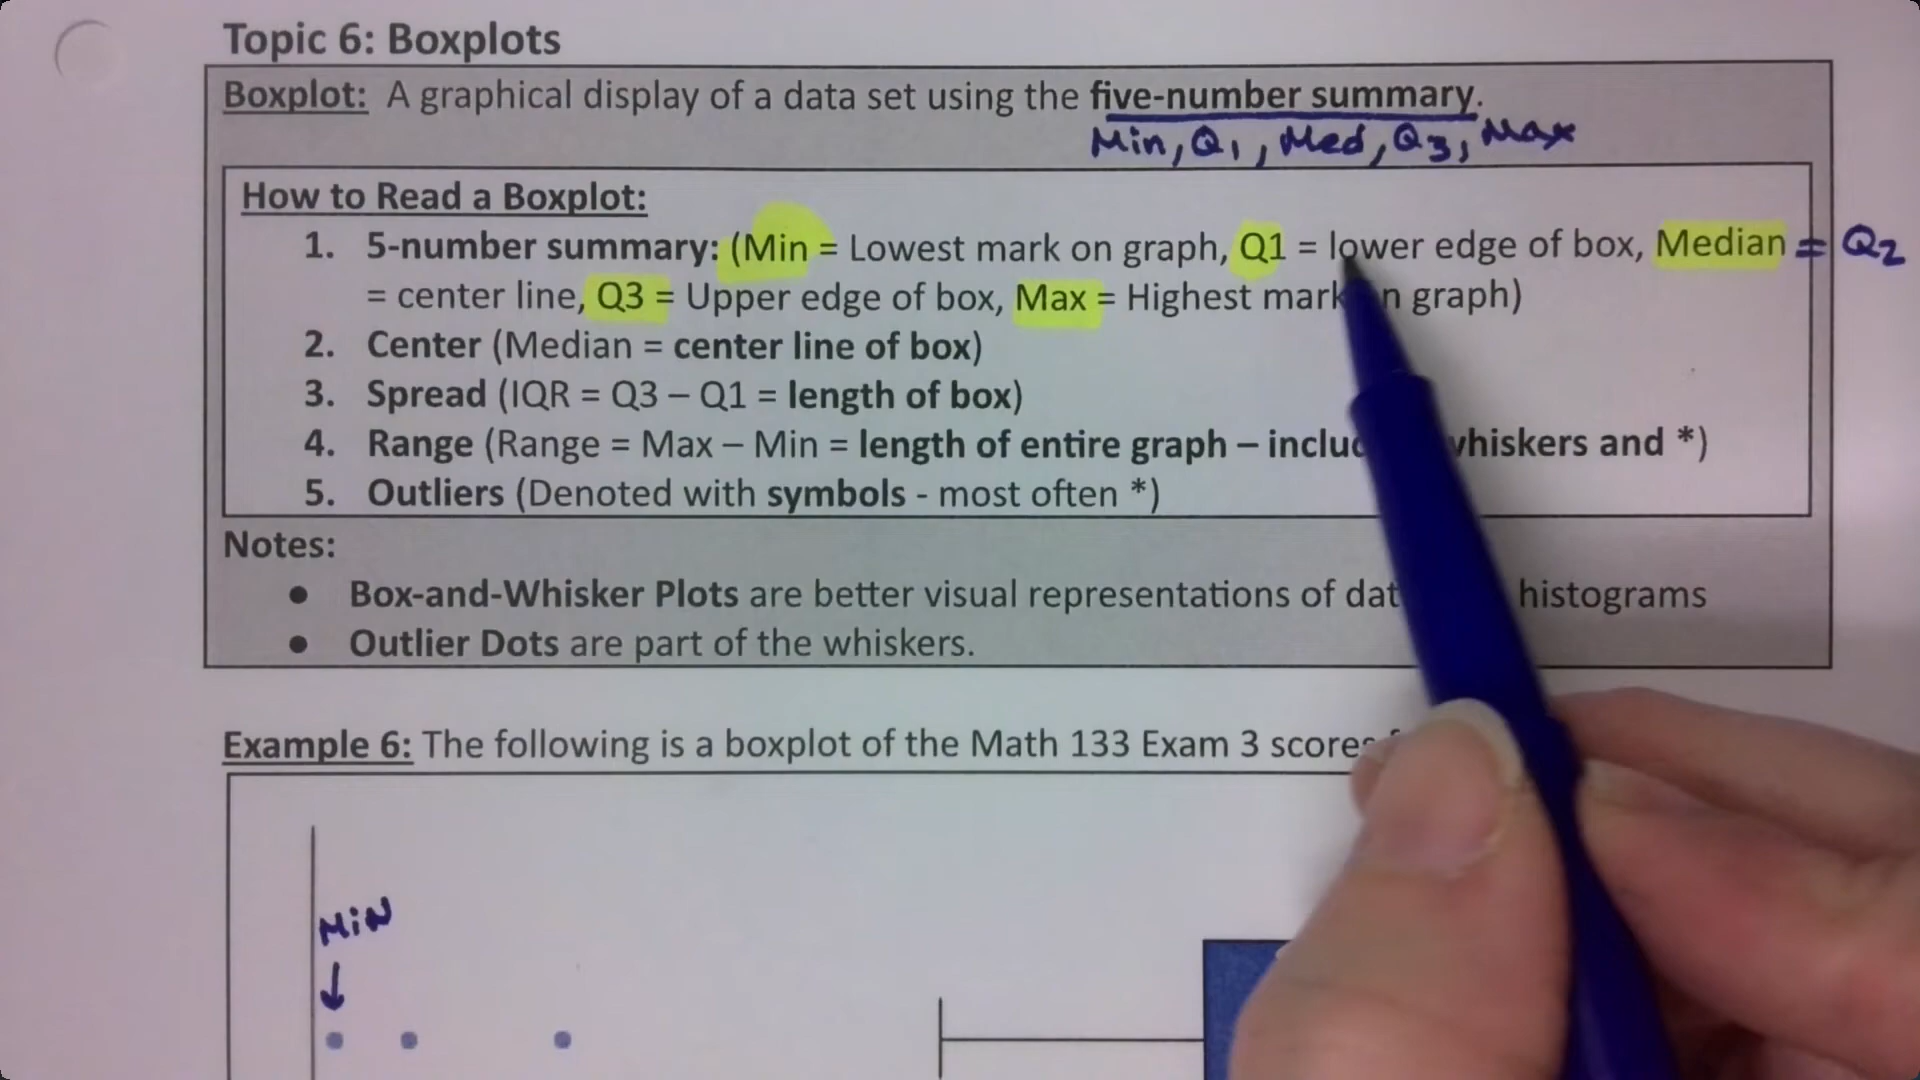 Topic 6: Boxplots
Boxplot: A graphical display of a data set using the five-number summary.
Min, Q1, Med, Q3, Max
How to Read a Boxplot:
1. 5-number summary: (Min = Lowest mark on graph, Q1 = lower edge of box, Median = Q2
= center line, Q3 = Upper edge of box, Max = Highest mark on graph)
2. Center (Median = center line of box)
3. Spread (IQR = Q3 – Q1 = length of box)
4. Range (Range = Max – Min = length of entire graph – includ whiskers and *)
5. Outliers (Denoted with symbols - most often *)
Notes:
● Box-and-Whisker Plots are better visual representations of dat histograms
● Outlier Dots are part of the whiskers.
Example 6: The following is a boxplot of the Math 133 Exam 3 scores
MiN